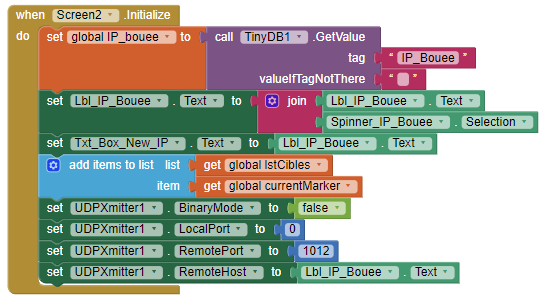 when Screen2 .Initialize
do set global IP_bouee to call TinyDB1 .GetValue
tag " IP_Bouee "
valueIfTagNotThere " "
set Lbl_IP_Bouee . Text to join Lbl_IP_Bouee . Text
Spinner_IP_Bouee . Selection
set Txt_Box_New_IP . Text to Lbl_IP_Bouee . Text
add items to list list get global lstCibles
item get global currentMarker
set UDPXmitter1 . BinaryMode to false
set UDPXmitter1 . LocalPort to 0
set UDPXmitter1 . RemotePort to 1012
set UDPXmitter1 . RemoteHost to Lbl_IP_Bouee . Text